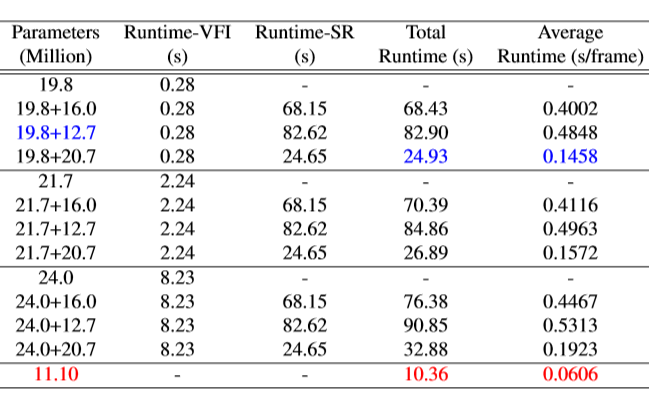 Parameters Runtime-VFI Runtime-SR Total Average
(Million) (s) (s) Runtime (s) Runtime (s/frame)
19.8 0.28 - - -
19.8+16.0 0.28 68.15 68.43 0.4002
19.8+12.7 0.28 82.62 82.90 0.4848
19.8+20.7 0.28 24.65 24.93 0.1458
21.7 2.24 - - -
21.7+16.0 2.24 68.15 70.39 0.4116
21.7+12.7 2.24 82.62 84.86 0.4963
21.7+20.7 2.24 24.65 26.89 0.1572
24.0 8.23 - - -
24.0+16.0 8.23 68.15 76.38 0.4467
24.0+12.7 8.23 82.62 90.85 0.5313
24.0+20.7 8.23 24.65 32.88 0.1923
11.10 - - 10.36 0.0606